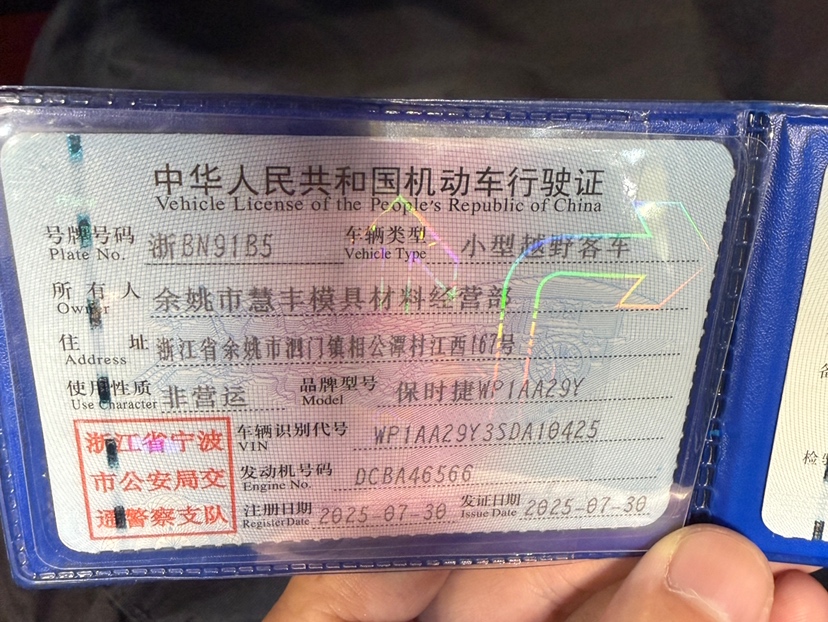 中华人民共和国机动车行驶证
Vehicle License of the People's Republic of China
号牌号码 浙BN91B5 车辆类型 小型越野客车
Plate No. Vehicle Type
所有人 余姚市慧丰模具材料经营部
Owner
住址 浙江省余姚市泗门镇相公潭村江西167号
Address
使用性质 非营运 品牌型号 保时捷WP1AA29Y
Use Character Model
浙江省宁波
市公安局交
通警察支队
车辆识别代号 WP1AA29Y3SDA10425
VIN
发动机号码 DCBA46566
Engine No.
注册日期 2025-07-30 发证日期 2025-07-30
Register Date Issue Date
检验